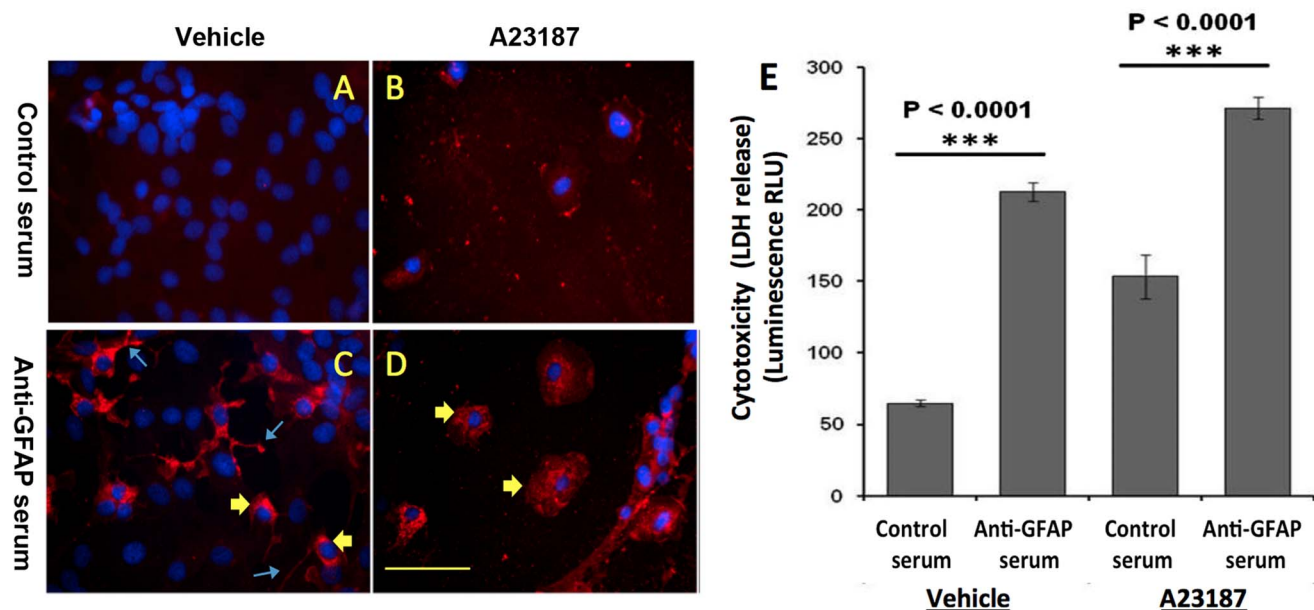 Vehicle
A23187
Control serum
Anti-GFAP serum
A
B
C
D
E
P < 0.0001
***
P < 0.0001
***
Cytotoxicity (LDH release)
(Luminescence RLU)
300
250
200
150
100
50
0
Control
serum
Anti-GFAP
serum
Control
serum
Anti-GFAP
serum
Vehicle
A23187